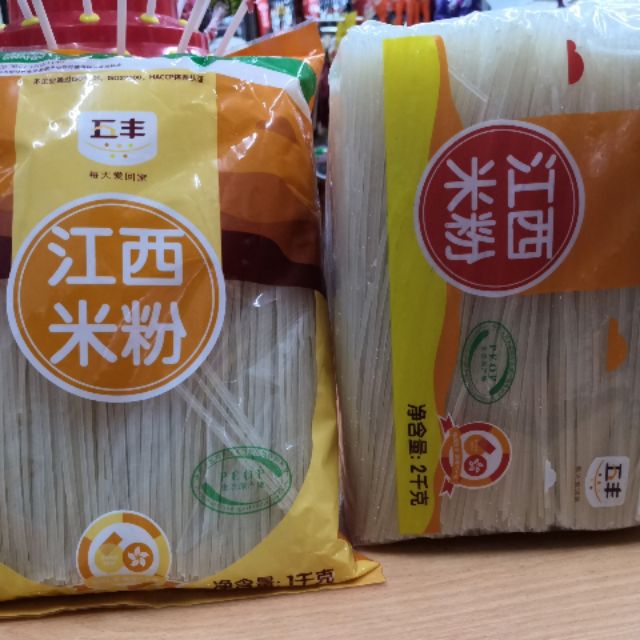 五丰
每天爱回家
江西
米粉
净含量:1千克
江西
米粉
净含量:2千克
五丰